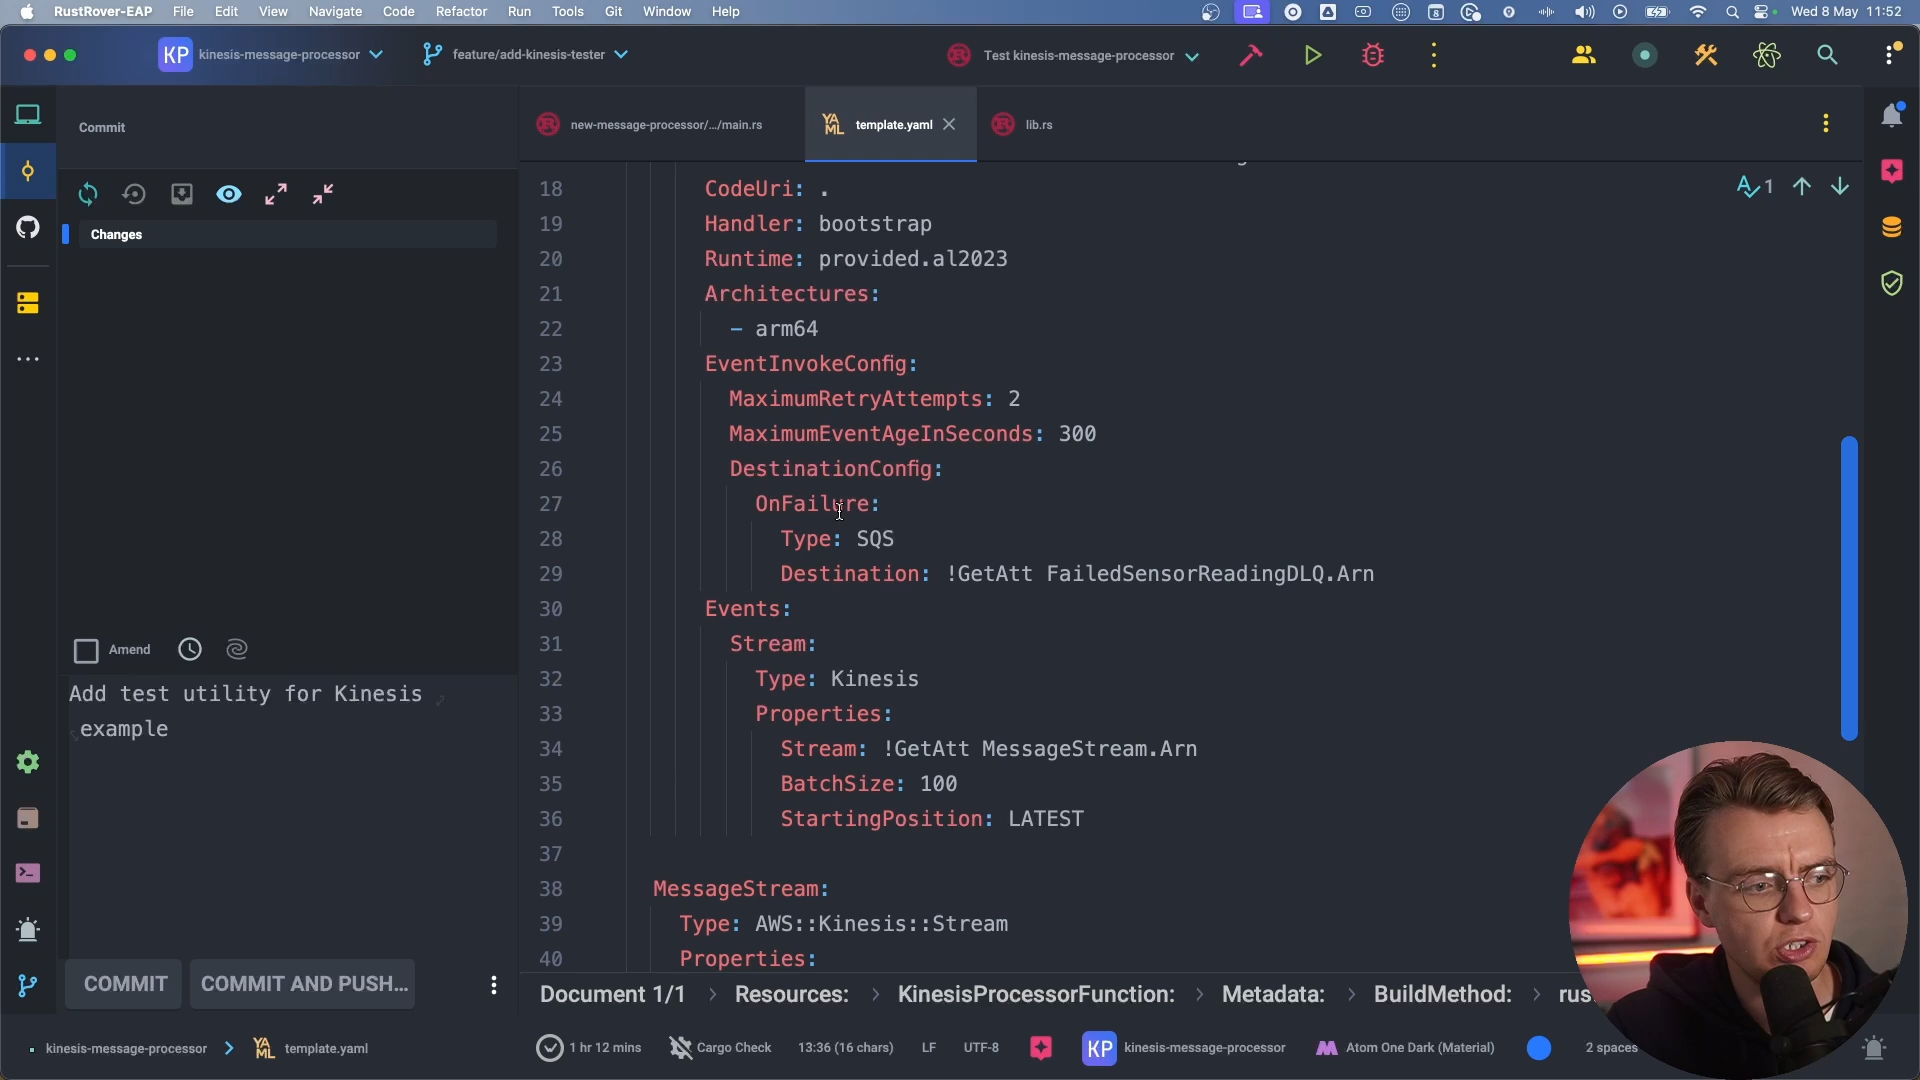 RustRover-EAP File Edit View Navigate Code Refactor Run Tools Git Window Help Wed 8 May 11:52
KP kinesis-message-processor feature/add-kinesis-tester Test kinesis-message-processor
Commit
new-message-processor/.../main.rs YAML template.yaml lib.rs
Changes
1
18 CodeUri: .
19 Handler: bootstrap
20 Runtime: provided.al2023
21 Architectures:
22 - arm64
23 EventInvokeConfig:
24 MaximumRetryAttempts: 2
25 MaximumEventAgeInSeconds: 300
26 DestinationConfig:
27 OnFailure:
28 Type: SQS
29 Destination: !GetAtt FailedSensorReadingDLQ.Arn
30 Events:
31 Stream:
32 Type: Kinesis
33 Properties:
34 Stream: !GetAtt MessageStream.Arn
35 BatchSize: 100
36 StartingPosition: LATEST
37
38 MessageStream:
39 Type: AWS::Kinesis::Stream
40 Properties:
Amend
Add test utility for Kinesis
example
COMMIT COMMIT AND PUSH...
Document 1/1 Resources: KinesisProcessorFunction: Metadata: BuildMethod:
kinesis-message-processor YAML template.yaml 1 hr 12 mins Cargo Check 13:36 (16 chars) LF UTF-8 KP kinesis-message-processor Atom One Dark (Material) 2 spaces